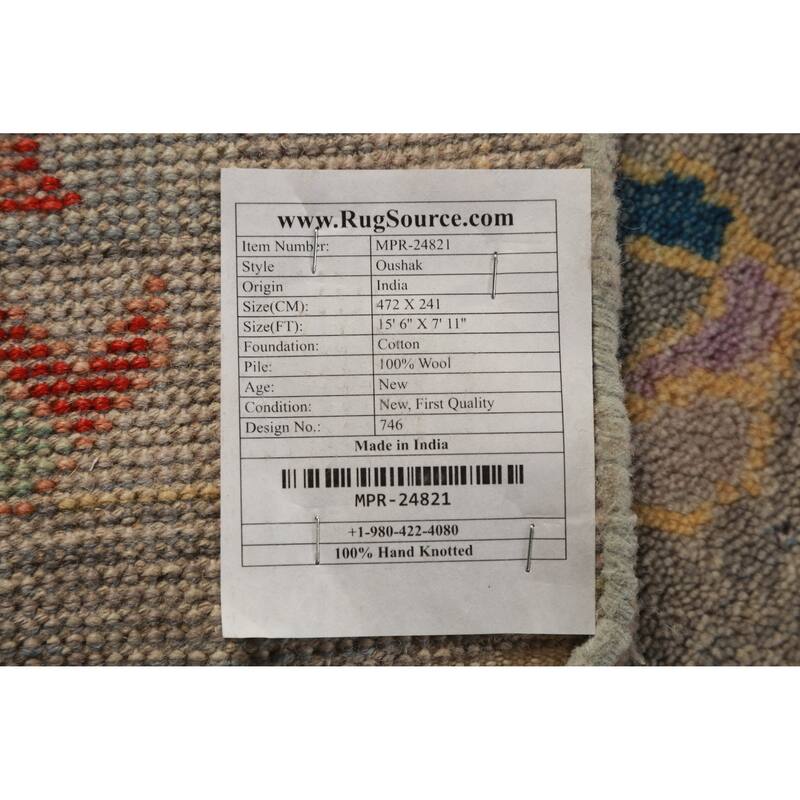 www.RugSource.com
Item Number: MPR-24821
Style Oushak
Origin India
Size(CM): 472 X 241
Size(FT): 15' 6" X 7' 11"
Foundation: Cotton
Pile: 100% Wool
Age: New
Condition: New, First Quality
Design No.: 746
Made in India
MPR-24821
+1-980-422-4080
100% Hand Knotted